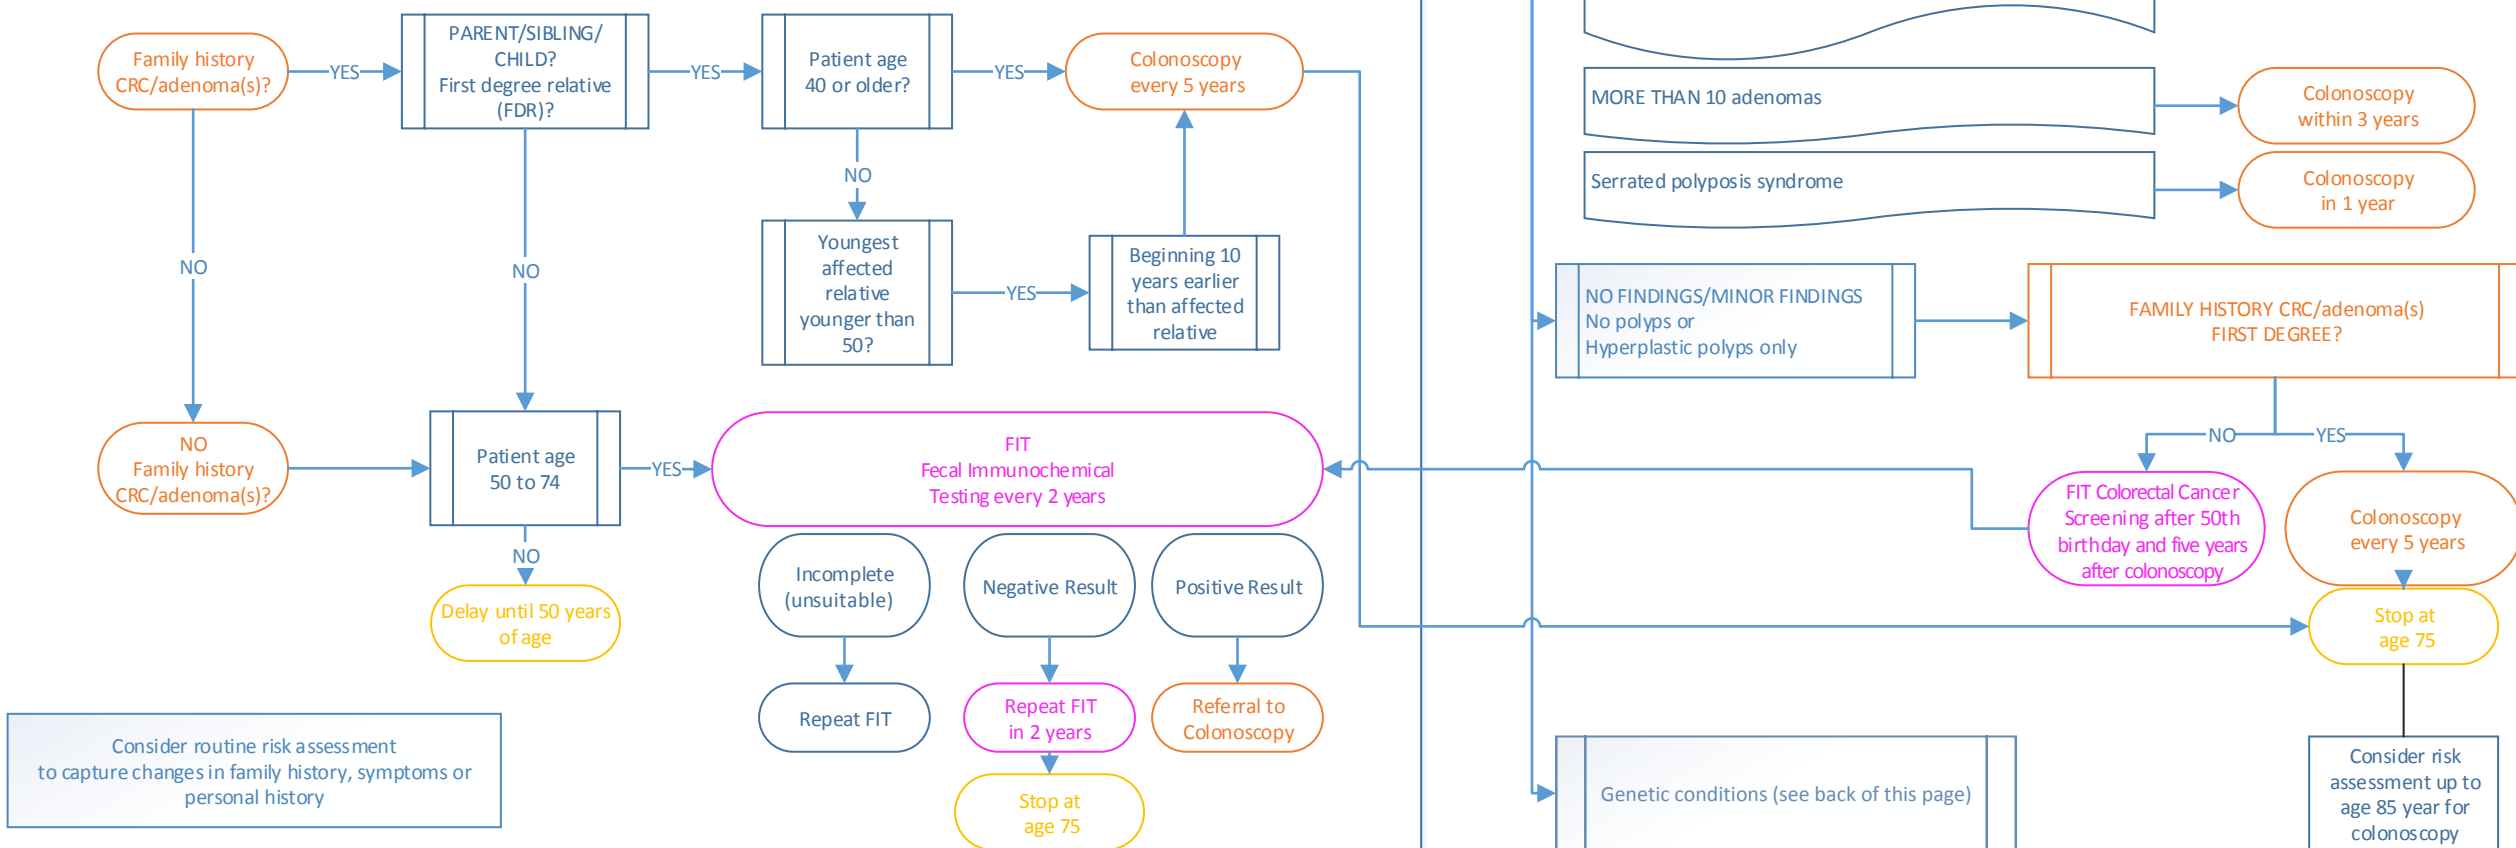 Family history
CRC/adenoma(s)?
YES
PARENT/SIBLING/
CHILD?
First degree relative
(FDR)?
YES
Patient age
40 or older?
YES
Colonoscopy
every 5 years
NO
NO
NO
Youngest
affected
relative
younger than
50?
YES
Beginning 10
years earlier
than affected
relative
NO
Family history
CRC/adenoma(s)?
Patient age
50 to 74
YES
FIT
Fecal Immunochemical
Testing every 2 years
NO
Delay until 50 years
of age
Incomplete
(unsuitable)
Negative Result
Positive Result
Repeat FIT
Repeat FIT
in 2 years
Referral to
Colonoscopy
Stop at
age 75
Consider routine risk assessment
to capture changes in family history, symptoms or
personal history
MORE THAN 10 adenomas
Colonoscopy
within 3 years
Serrated polyposis syndrome
Colonoscopy
in 1 year
NO FINDINGS/MINOR FINDINGS
No polyps or
Hyperplastic polyps only
FAMILY HISTORY CRC/adenoma(s)
FIRST DEGREE?
NO
YES
FIT Colorectal Cancer
Screening after 50th
birthday and five years
after colonoscopy
Colonoscopy
every 5 years
Stop at
age 75
Genetic conditions (see back of this page)
Consider risk
assessment up to
age 85 year for
colonoscopy